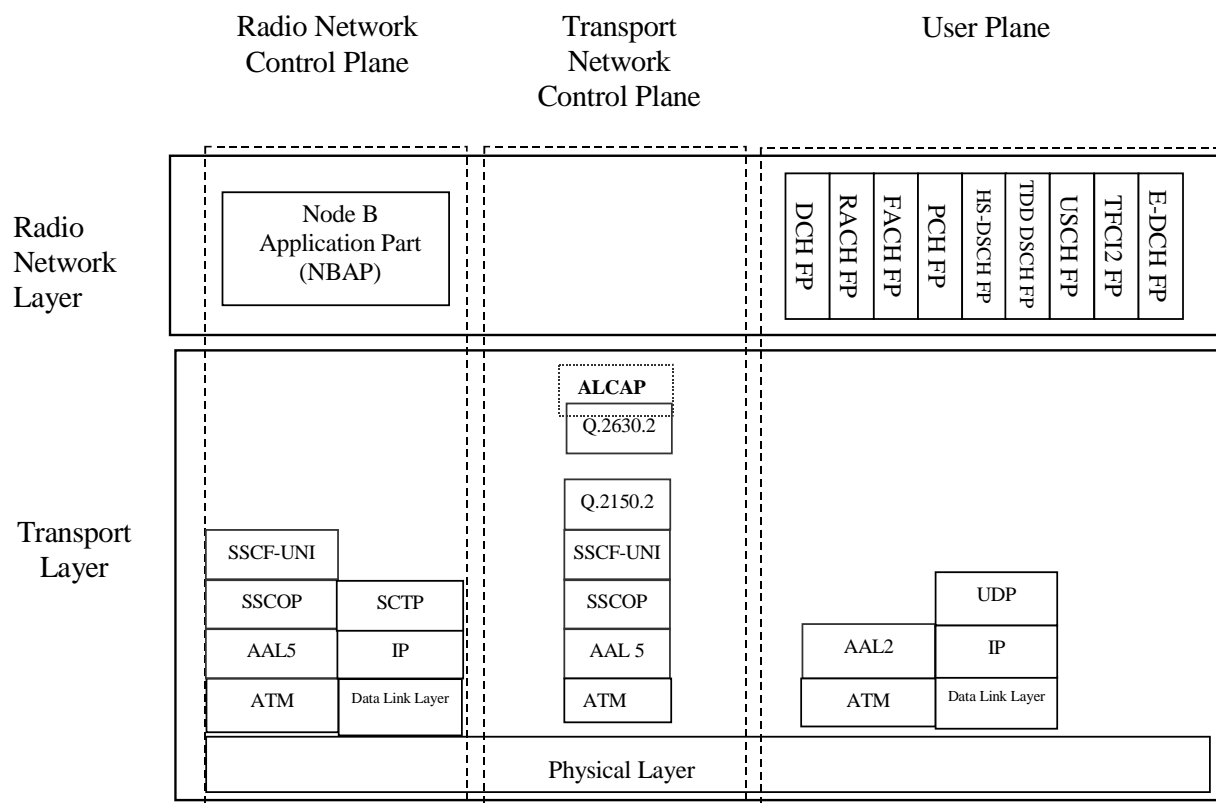 Radio Network
Control Plane
Transport
Network
Control Plane
User Plane
Radio
Network
Layer
Node B
Application Part
(NBAP)
DCH FP
RACH FP
FACH FP
PCH FP
HS-DSCH FP
TDD DSCH FP
USCH FP
TFCI2 FP
E-DCH FP
Transport
Layer
ALCAP
Q.2630.2
Q.2150.2
SSCF-UNI
SSCF-UNI
SSCOP
SCTP
SSCOP
UDP
AAL5
IP
AAL 5
AAL2
IP
ATM
Data Link Layer
ATM
ATM
Data Link Layer
Physical Layer